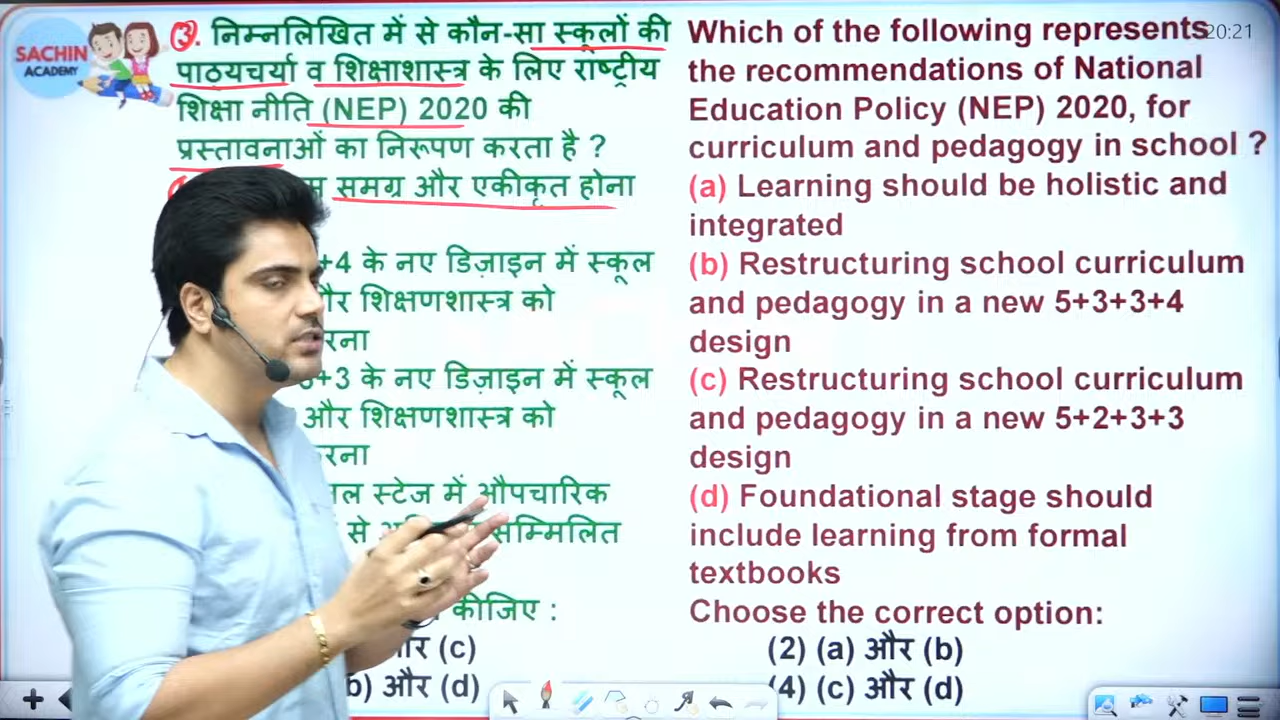 SACHIN
ACADEMY
3. निम्नलिखित में से कौन-सा स्कूलों की
पाठ्यचर्या व शिक्षाशास्त्र के लिए राष्ट्रीय
शिक्षा नीति (NEP) 2020 की
प्रस्तावनाओं का निरूपण करता है ?
समग्र और एकीकृत होना
+4 के नए डिज़ाइन में स्कूल
और शिक्षणशास्त्र को
+3 के नए डिज़ाइन में स्कूल
और शिक्षणशास्त्र को
स्टेज में औपचारिक
से सम्मिलित
कीजिए :
(c)
b) और (d)
20:21
Which of the following represents
the recommendations of National
Education Policy (NEP) 2020, for
curriculum and pedagogy in school ?
(a) Learning should be holistic and
integrated
(b) Restructuring school curriculum
and pedagogy in a new 5+3+3+4
design
(c) Restructuring school curriculum
and pedagogy in a new 5+2+3+3
design
(d) Foundational stage should
include learning from formal
textbooks
Choose the correct option:
(2) (a) और (b)
(4) (c) और (d)